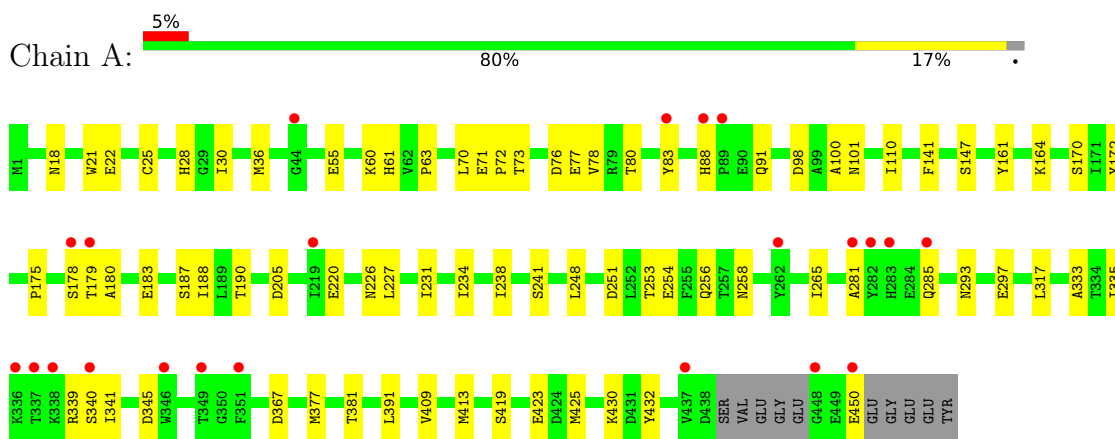 5%
Chain A:
80% 17% •
M1 N18 W21 E22 C25 H28 G29 I30 M36 G44 E55 K60 H61 V62 P63 L70 E71 P72 T73 D76 E77 V78 R79 T80 Y83 H88 P89 E90 Q91 D98 A99 A100 N101 I110 F141 S147 Y161 K164 S170 I171
P175 S178 T179 A180 E183 S187 I188 L189 T190 D205 I219 E220 N226 L227 I231 I234 I238 S241 L248 D251 L252 T253 E254 F255 Q256 T257 N258 Y262 I265 A281 Y282 H283 E284 Q285 N293 E297 L317 A333 T334
K336 T337 K338 R339 S340 I341 D345 W346 T349 G350 F351 D367 M377 T381 L391 V409 M413 S419 E423 D424 M425 K430 D431 Y432 V437 D438 SER VAL GLU GLY GLU G448 E449 E450 GLU GLY GLU GLU TYR